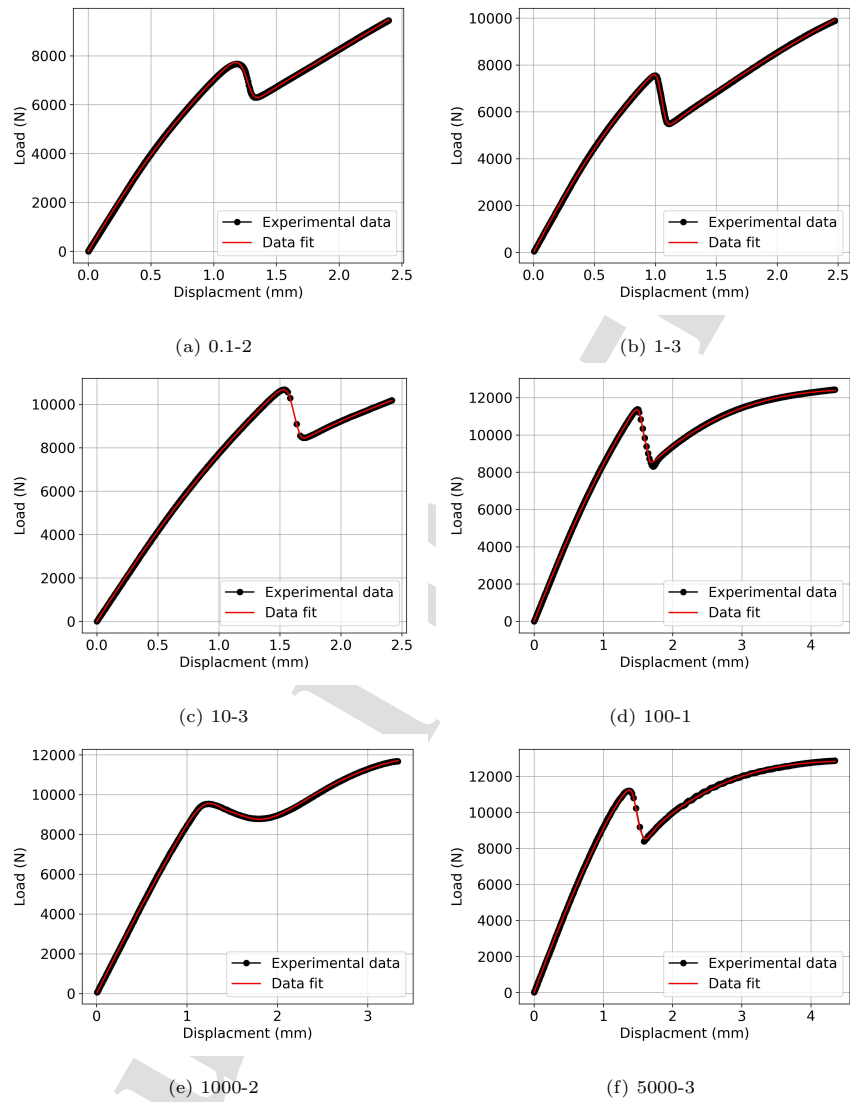 10000
8000 8000
6000 6000
Load (N) Load (N)
4000 4000
2000 2000
Experimental data Experimental data
Data fit Data fit
0 0
0.0 0.5 1.0 1.5 2.0 2.5 0.0 0.5 1.0 1.5 2.0 2.5
Displacment (mm) Displacment (mm)
(a) 0.1-2 (b) 1-3
12000
10000 10000
8000 8000
6000 6000
Load (N) Load (N)
4000 4000
2000 2000
Experimental data Experimental data
Data fit Data fit
0 0
0.0 0.5 1.0 1.5 2.0 2.5 0 1 2 3 4
Displacment (mm) Displacment (mm)
(c) 10-3 (d) 100-1
12000 12000
10000 10000
8000 8000
6000 6000
Load (N) Load (N)
4000 4000
2000 2000
Experimental data Experimental data
Data fit Data fit
0 0
0 1 2 3 0 1 2 3 4
Displacment (mm) Displacment (mm)
(e) 1000-2 (f) 5000-3